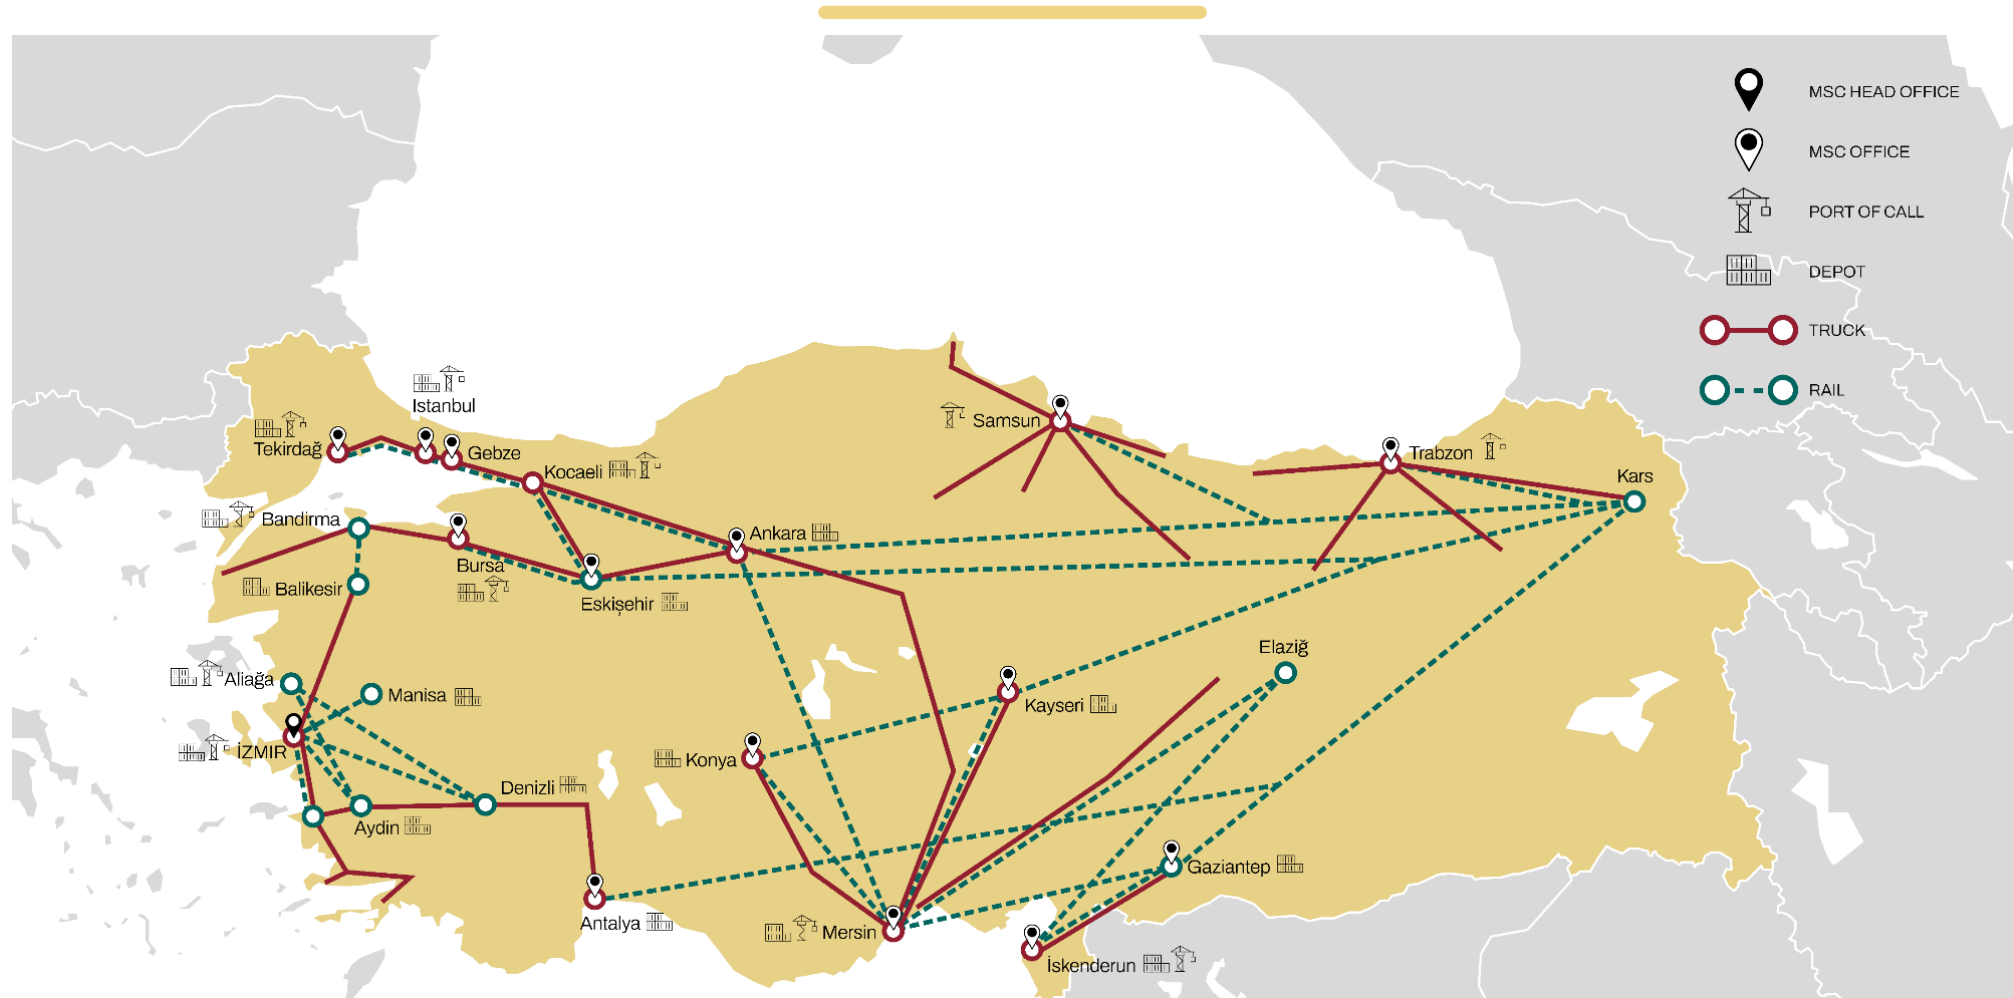 MSC HEAD OFFICE
MSC OFFICE
PORT OF CALL
DEPOT
TRUCK
RAIL
Istanbul
Tekirdağ
Gebze
Kocaeli
Samsun
Trabzon
Kars
Bandirma
Bursa
Ankara
Balikesir
Eskişehir
Elaziğ
Aliağa
Manisa
Kayseri
İZMIR
Konya
Denizli
Aydin
Gaziantep
Antalya
Mersin
İskenderun